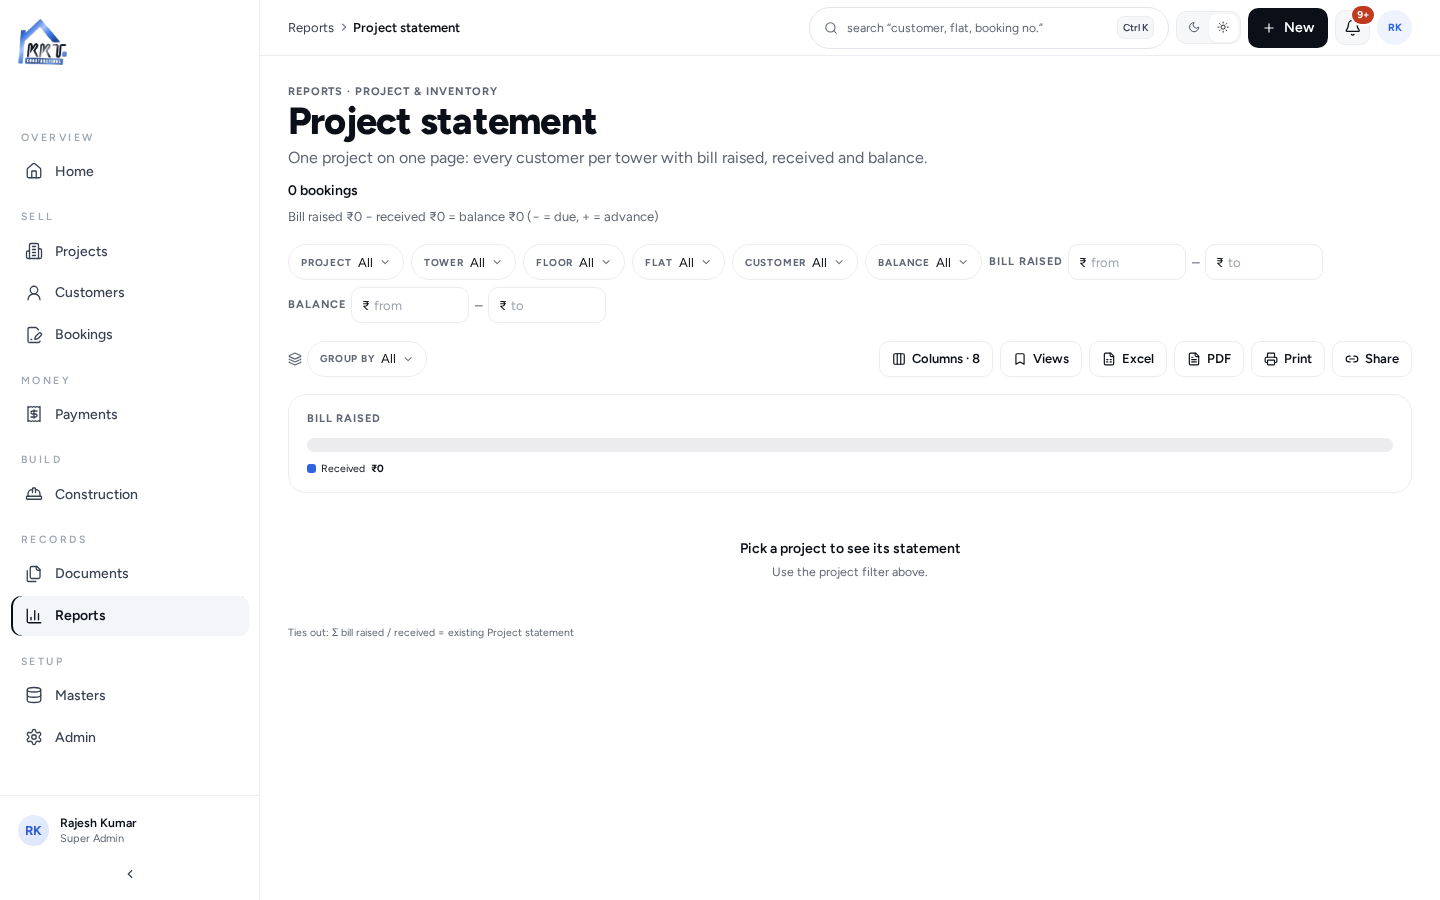 RKT
CONSTRUCTIONS
OVERVIEW
Home
SELL
Projects
Customers
Bookings
MONEY
Payments
BUILD
Construction
RECORDS
Documents
Reports
SETUP
Masters
Admin
RK
Rajesh Kumar
Super Admin
Reports › Project statement
search “customer, flat, booking no.” Ctrl K
+ New
9+
RK
REPORTS · PROJECT & INVENTORY
Project statement
One project on one page: every customer per tower with bill raised, received and balance.
0 bookings
Bill raised ₹0 − received ₹0 = balance ₹0 (− = due, + = advance)
PROJECT All TOWER All FLOOR All FLAT All CUSTOMER All BALANCE All BILL RAISED ₹ from – ₹ to
BALANCE ₹ from – ₹ to
GROUP BY All Columns · 8 Views Excel PDF Print Share
BILL RAISED
Received ₹0
Pick a project to see its statement
Use the project filter above.
Ties out: Σ bill raised / received = existing Project statement